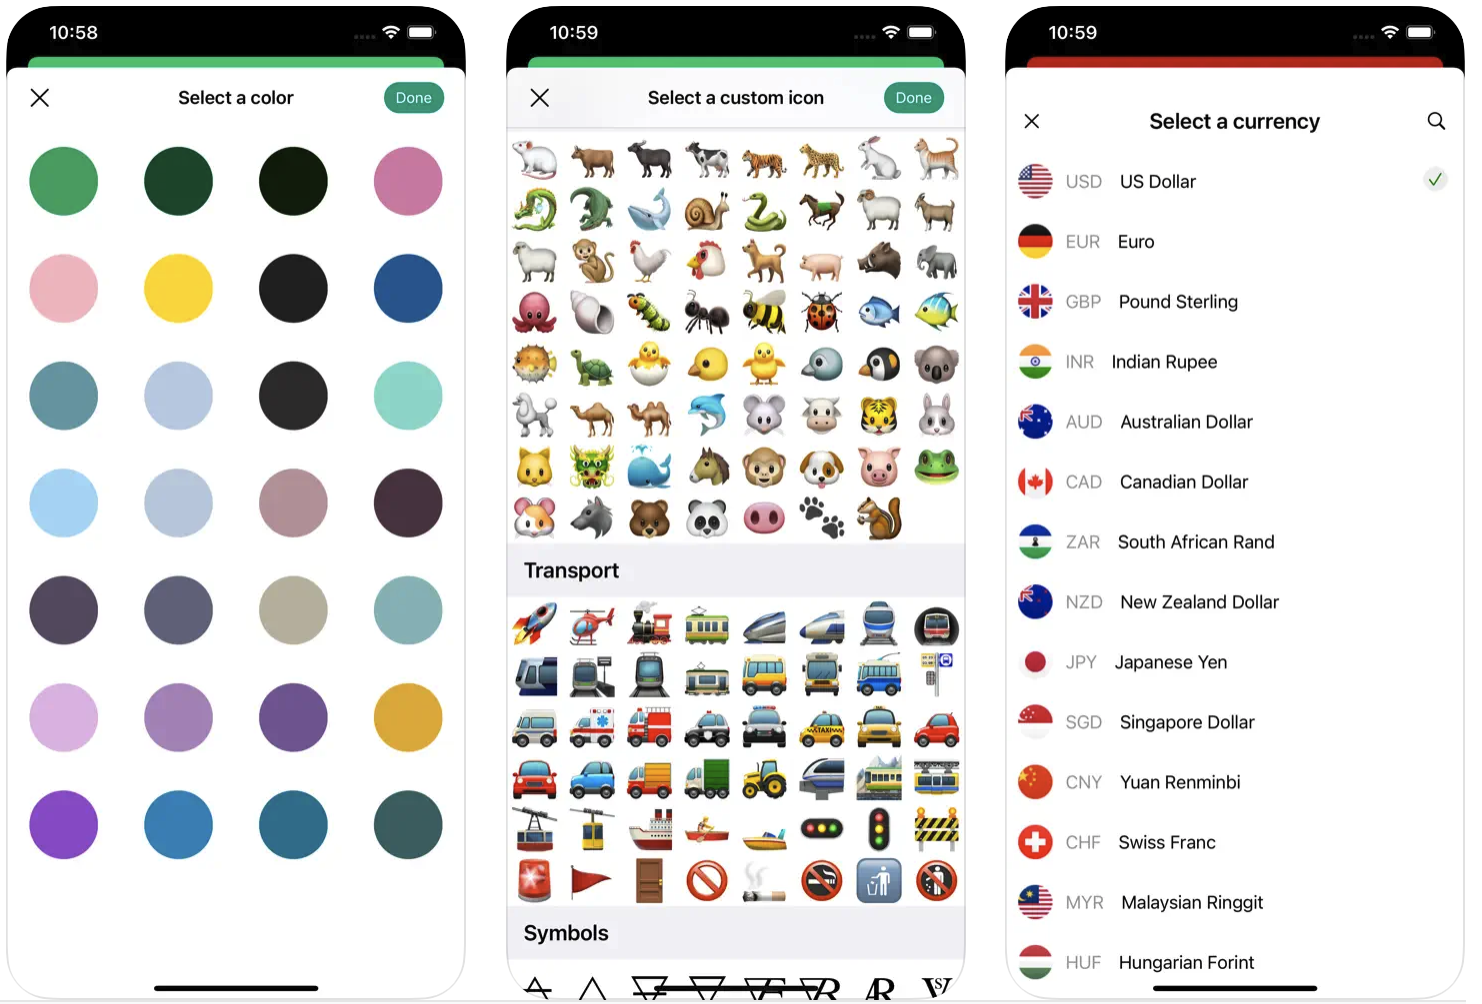 10:58
Select a color
Done
10:59
Select a custom icon
Done
Transport
TAXI
Symbols
10:59
Select a currency
USD US Dollar
EUR Euro
GBP Pound Sterling
INR Indian Rupee
AUD Australian Dollar
CAD Canadian Dollar
ZAR South African Rand
NZD New Zealand Dollar
JPY Japanese Yen
SGD Singapore Dollar
CNY Yuan Renminbi
CHF Swiss Franc
MYR Malaysian Ringgit
HUF Hungarian Forint